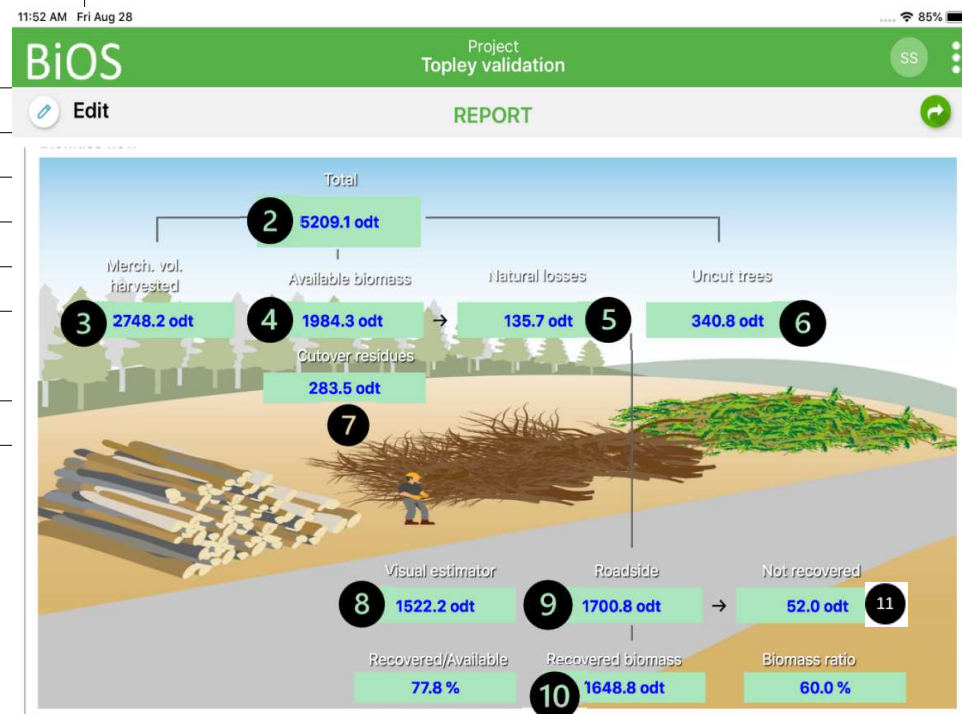 11:52 AM Fri Aug 28
85%
BiOS
Project
Topley validation
SS
Edit
REPORT
Total
2
5209.1 odt
Merch. vol.
harvested
Available biomass
Natural losses
Uncut trees
3
2748.2 odt
4
1984.3 odt
→
135.7 odt
5
340.8 odt
6
Cutover residues
283.5 odt
7
Visual estimator
Roadside
Not recovered
8
1522.2 odt
9
1700.8 odt
→
52.0 odt
11
Recovered/Available
Recovered biomass
Biomass ratio
77.8 %
10
1648.8 odt
60.0 %